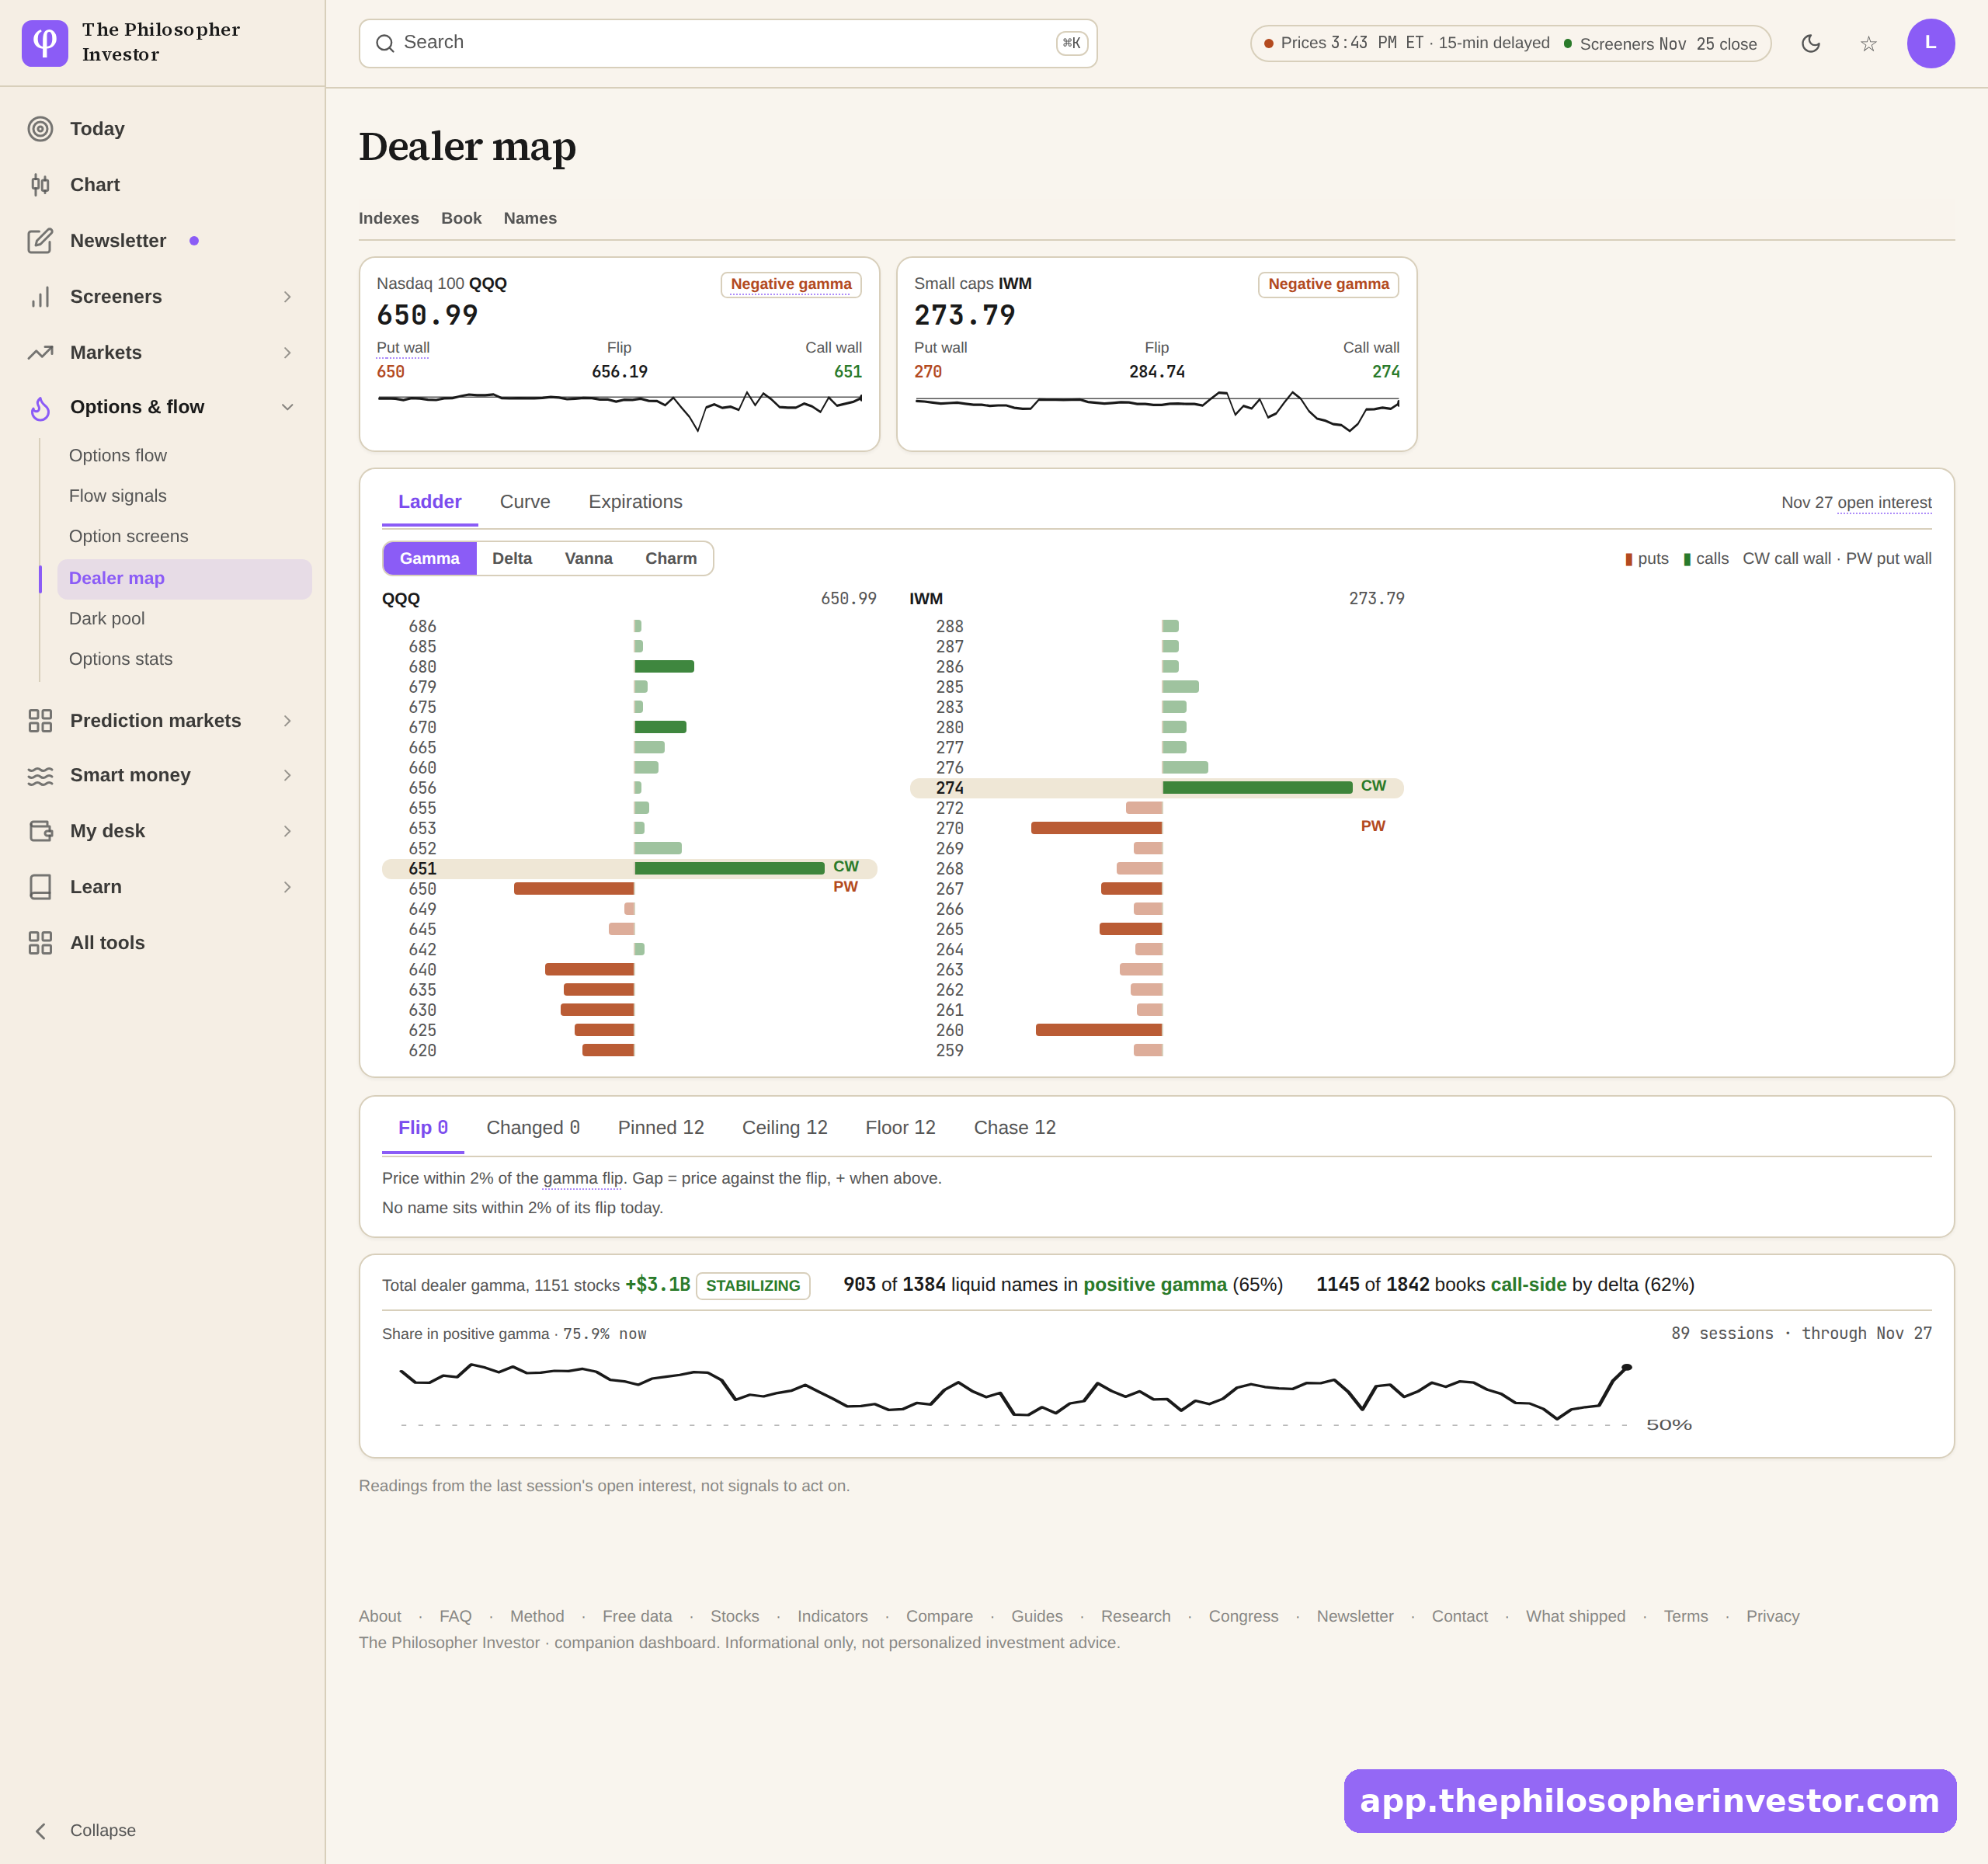 φ The Philosopher
Investor
Search ⌘K
Prices 3:43 PM ET · 15-min delayed Screeners Nov 25 close
L
Today
Chart
Newsletter
Screeners
Markets
Options & flow
Options flow
Flow signals
Option screens
Dealer map
Dark pool
Options stats
Prediction markets
Smart money
My desk
Learn
All tools
Collapse
Dealer map
Indexes Book Names
Nasdaq 100 QQQ Negative gamma
650.99
Put wall Flip Call wall
650 656.19 651
Small caps IWM Negative gamma
273.79
Put wall Flip Call wall
270 284.74 274
Ladder Curve Expirations Nov 27 open interest
Gamma Delta Vanna Charm puts calls CW call wall · PW put wall
QQQ 650.99
686
685
680
679
675
670
665
660
656
655
653
652
651 CW
650 PW
649
645
642
640
635
630
625
620
IWM 273.79
288
287
286
285
283
280
277
276
274 CW
272
270 PW
269
268
267
266
265
264
263
262
261
260
259
Flip 0 Changed 0 Pinned 12 Ceiling 12 Floor 12 Chase 12
Price within 2% of the gamma flip. Gap = price against the flip, + when above.
No name sits within 2% of its flip today.
Total dealer gamma, 1151 stocks +$3.1B STABILIZING 903 of 1384 liquid names in positive gamma (65%) 1145 of 1842 books call-side by delta (62%)
Share in positive gamma · 75.9% now 89 sessions · through Nov 27
50%
Readings from the last session's open interest, not signals to act on.
About · FAQ · Method · Free data · Stocks · Indicators · Compare · Guides · Research · Congress · Newsletter · Contact · What shipped · Terms · Privacy
The Philosopher Investor · companion dashboard. Informational only, not personalized investment advice.
app.thephilosopherinvestor.com